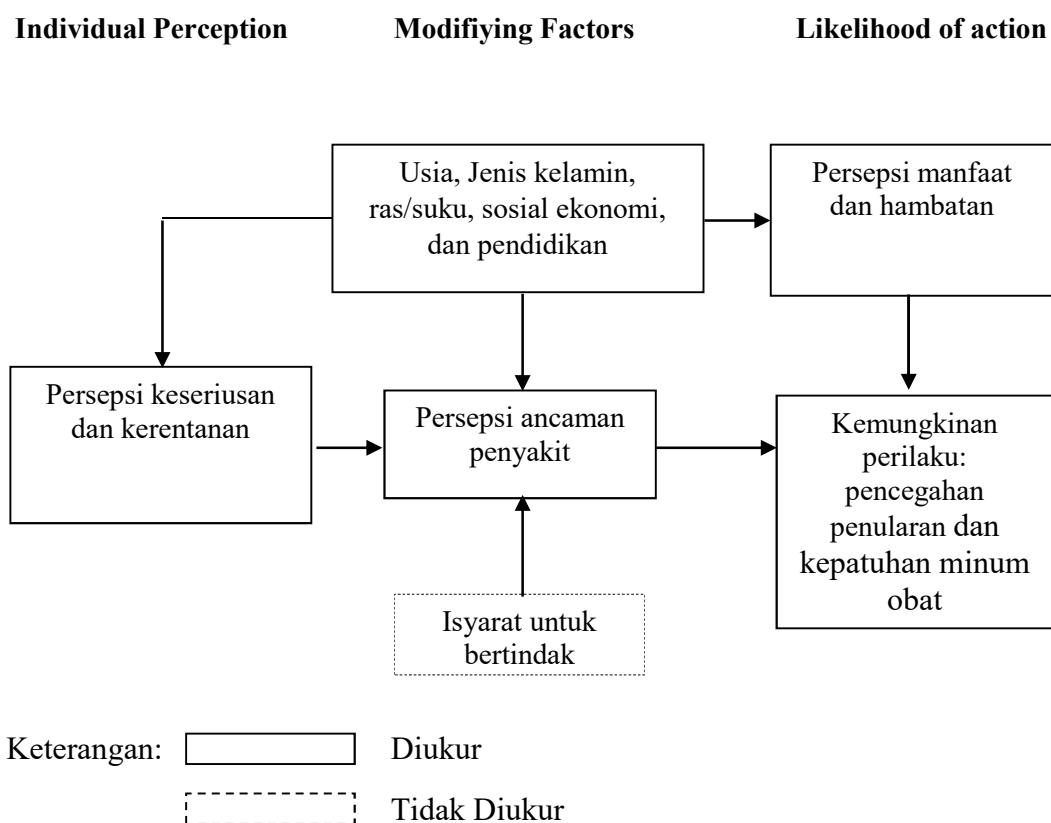 Individual Perception
Modifiying Factors
Likelihood of action
Usia, Jenis kelamin,
ras/suku, sosial ekonomi,
dan pendidikan
Persepsi manfaat
dan hambatan
Persepsi keseriusan
dan kerentanan
Persepsi ancaman
penyakit
Kemungkinan
perilaku:
pencegahan
penularan dan
kepatuhan minum
obat
Isyarat untuk
bertindak
Keterangan:
Diukur
Tidak Diukur